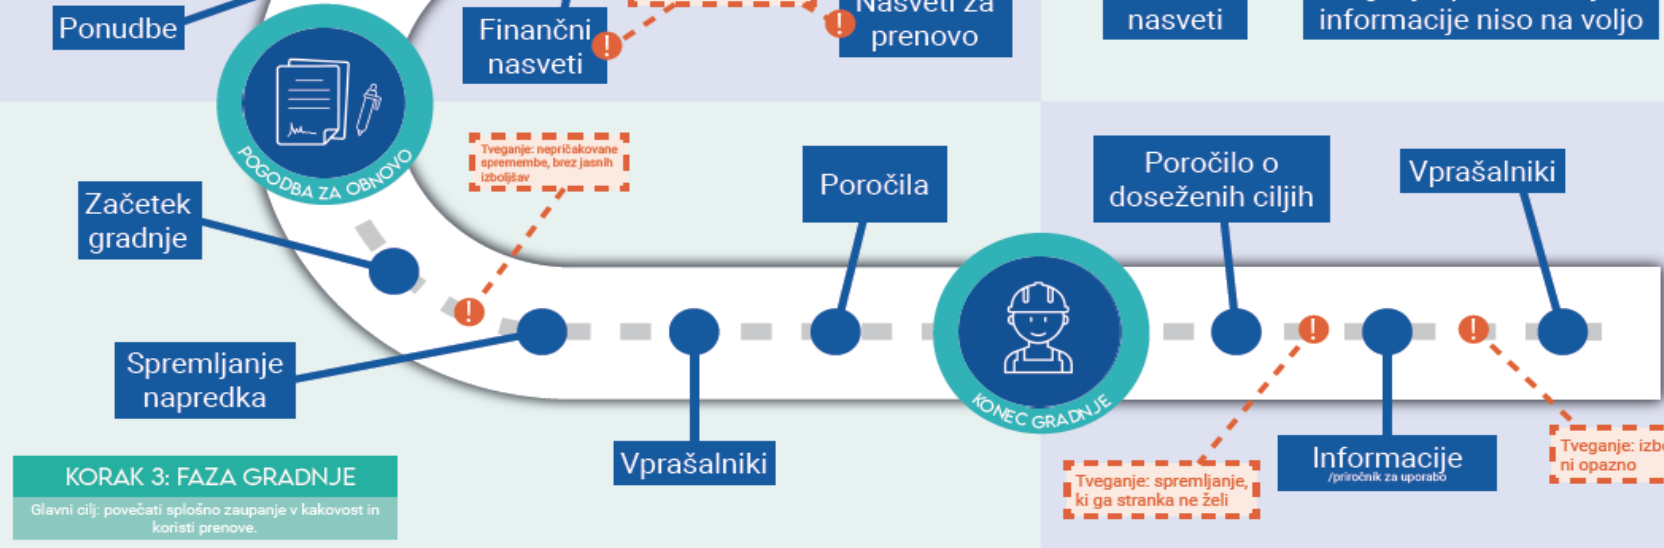 Ponudbe
Finančni
nasveti
Nasveti za
prenovo
nasveti
informacije niso na voljo
POGODBA ZA OBNOVO
Tveganje: nepričakovane
spremembe, brez jasnih
izboljšav
Začetek
gradnje
Poročila
Poročilo o
doseženih ciljih
Vprašalniki
Spremljanje
napredka
KONEC GRADNJE
Vprašalniki
Informacije
/priročnik za uporabo
Tveganje: izbo
ni opazno
Tveganje: spremljanje,
ki ga stranka ne želi
KORAK 3: FAZA GRADNJE
Glavni cilj: povečati splošno zaupanje v kakovost in
koristi prenove.